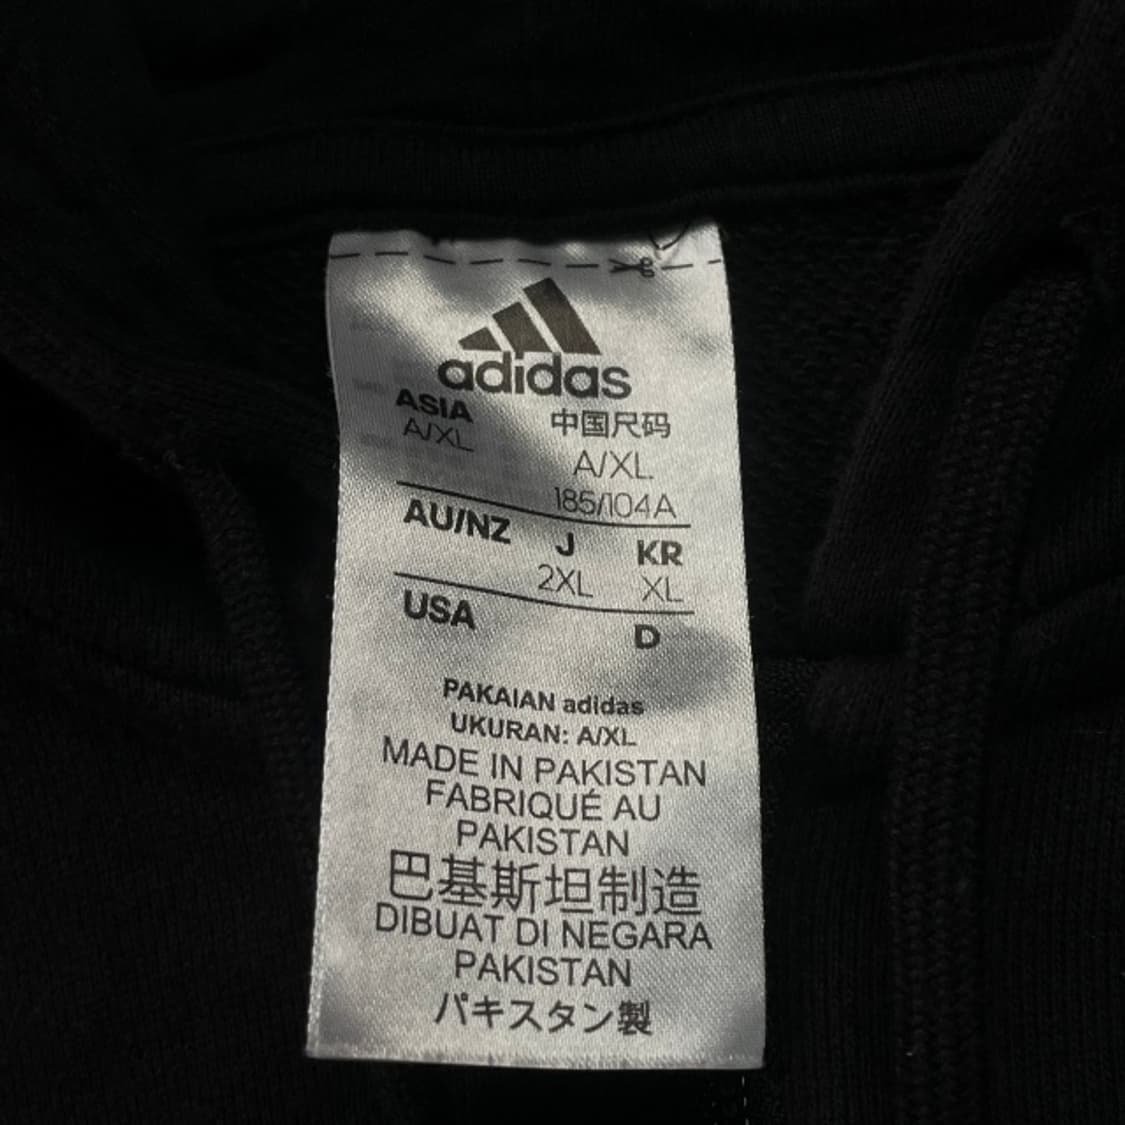 adidas
ASIA 中国尺码
A/XL A/XL
185/104A
AU/NZ J KR
2XL XL
USA D
PAKAIAN adidas
UKURAN: A/XL
MADE IN PAKISTAN
FABRIQUÉ AU
PAKISTAN
巴基斯坦制造
DIBUAT DI NEGARA
PAKISTAN
パキスタン製